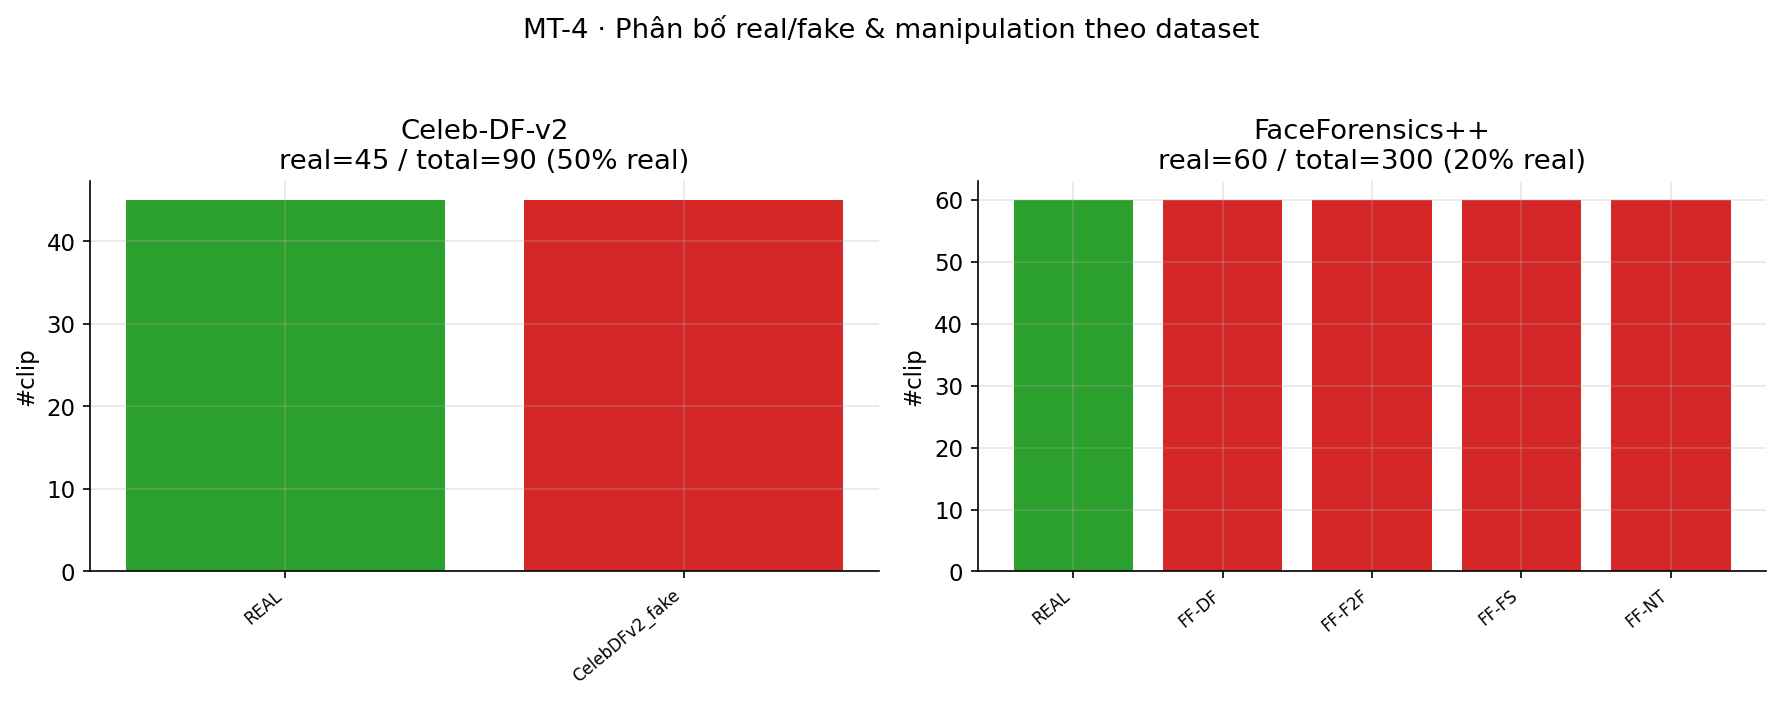 MT-4 · Phân bố real/fake & manipulation theo dataset
Celeb-DF-v2
real=45 / total=90 (50% real)
#clip
40
30
20
10
0
REAL
CelebDFv2_fake
FaceForensics++
real=60 / total=300 (20% real)
#clip
60
50
40
30
20
10
0
REAL
FF-DF
FF-F2F
FF-FS
FF-NT